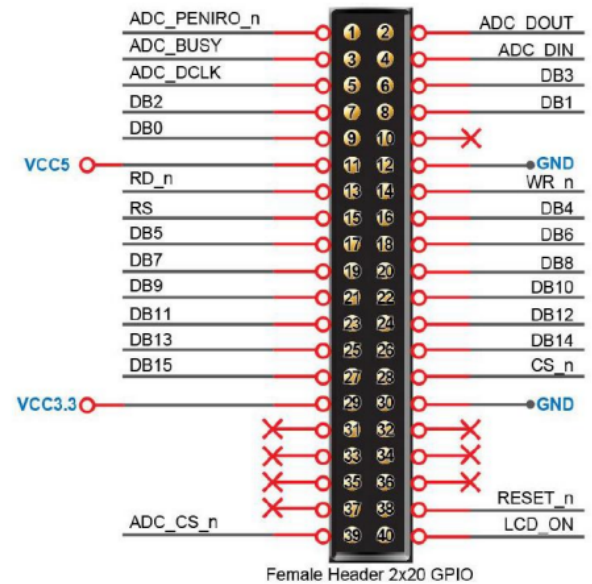 ADC_PENIRO_n 1 2 ADC_DOUT
ADC_BUSY 3 4 ADC_DIN
ADC_DCLK 5 6 DB3
DB2 7 8 DB1
DB0 9 10
VCC5 11 12 GND
RD_n 13 14 WR_n
RS 15 16 DB4
DB5 17 18 DB6
DB7 19 20 DB8
DB9 21 22 DB10
DB11 23 24 DB12
DB13 25 26 DB14
DB15 27 28 CS_n
VCC3.3 29 30 GND
31 32
33 34
35 36
37 38 RESET_n
ADC_CS_n 39 40 LCD_ON
Female Header 2x20 GPIO